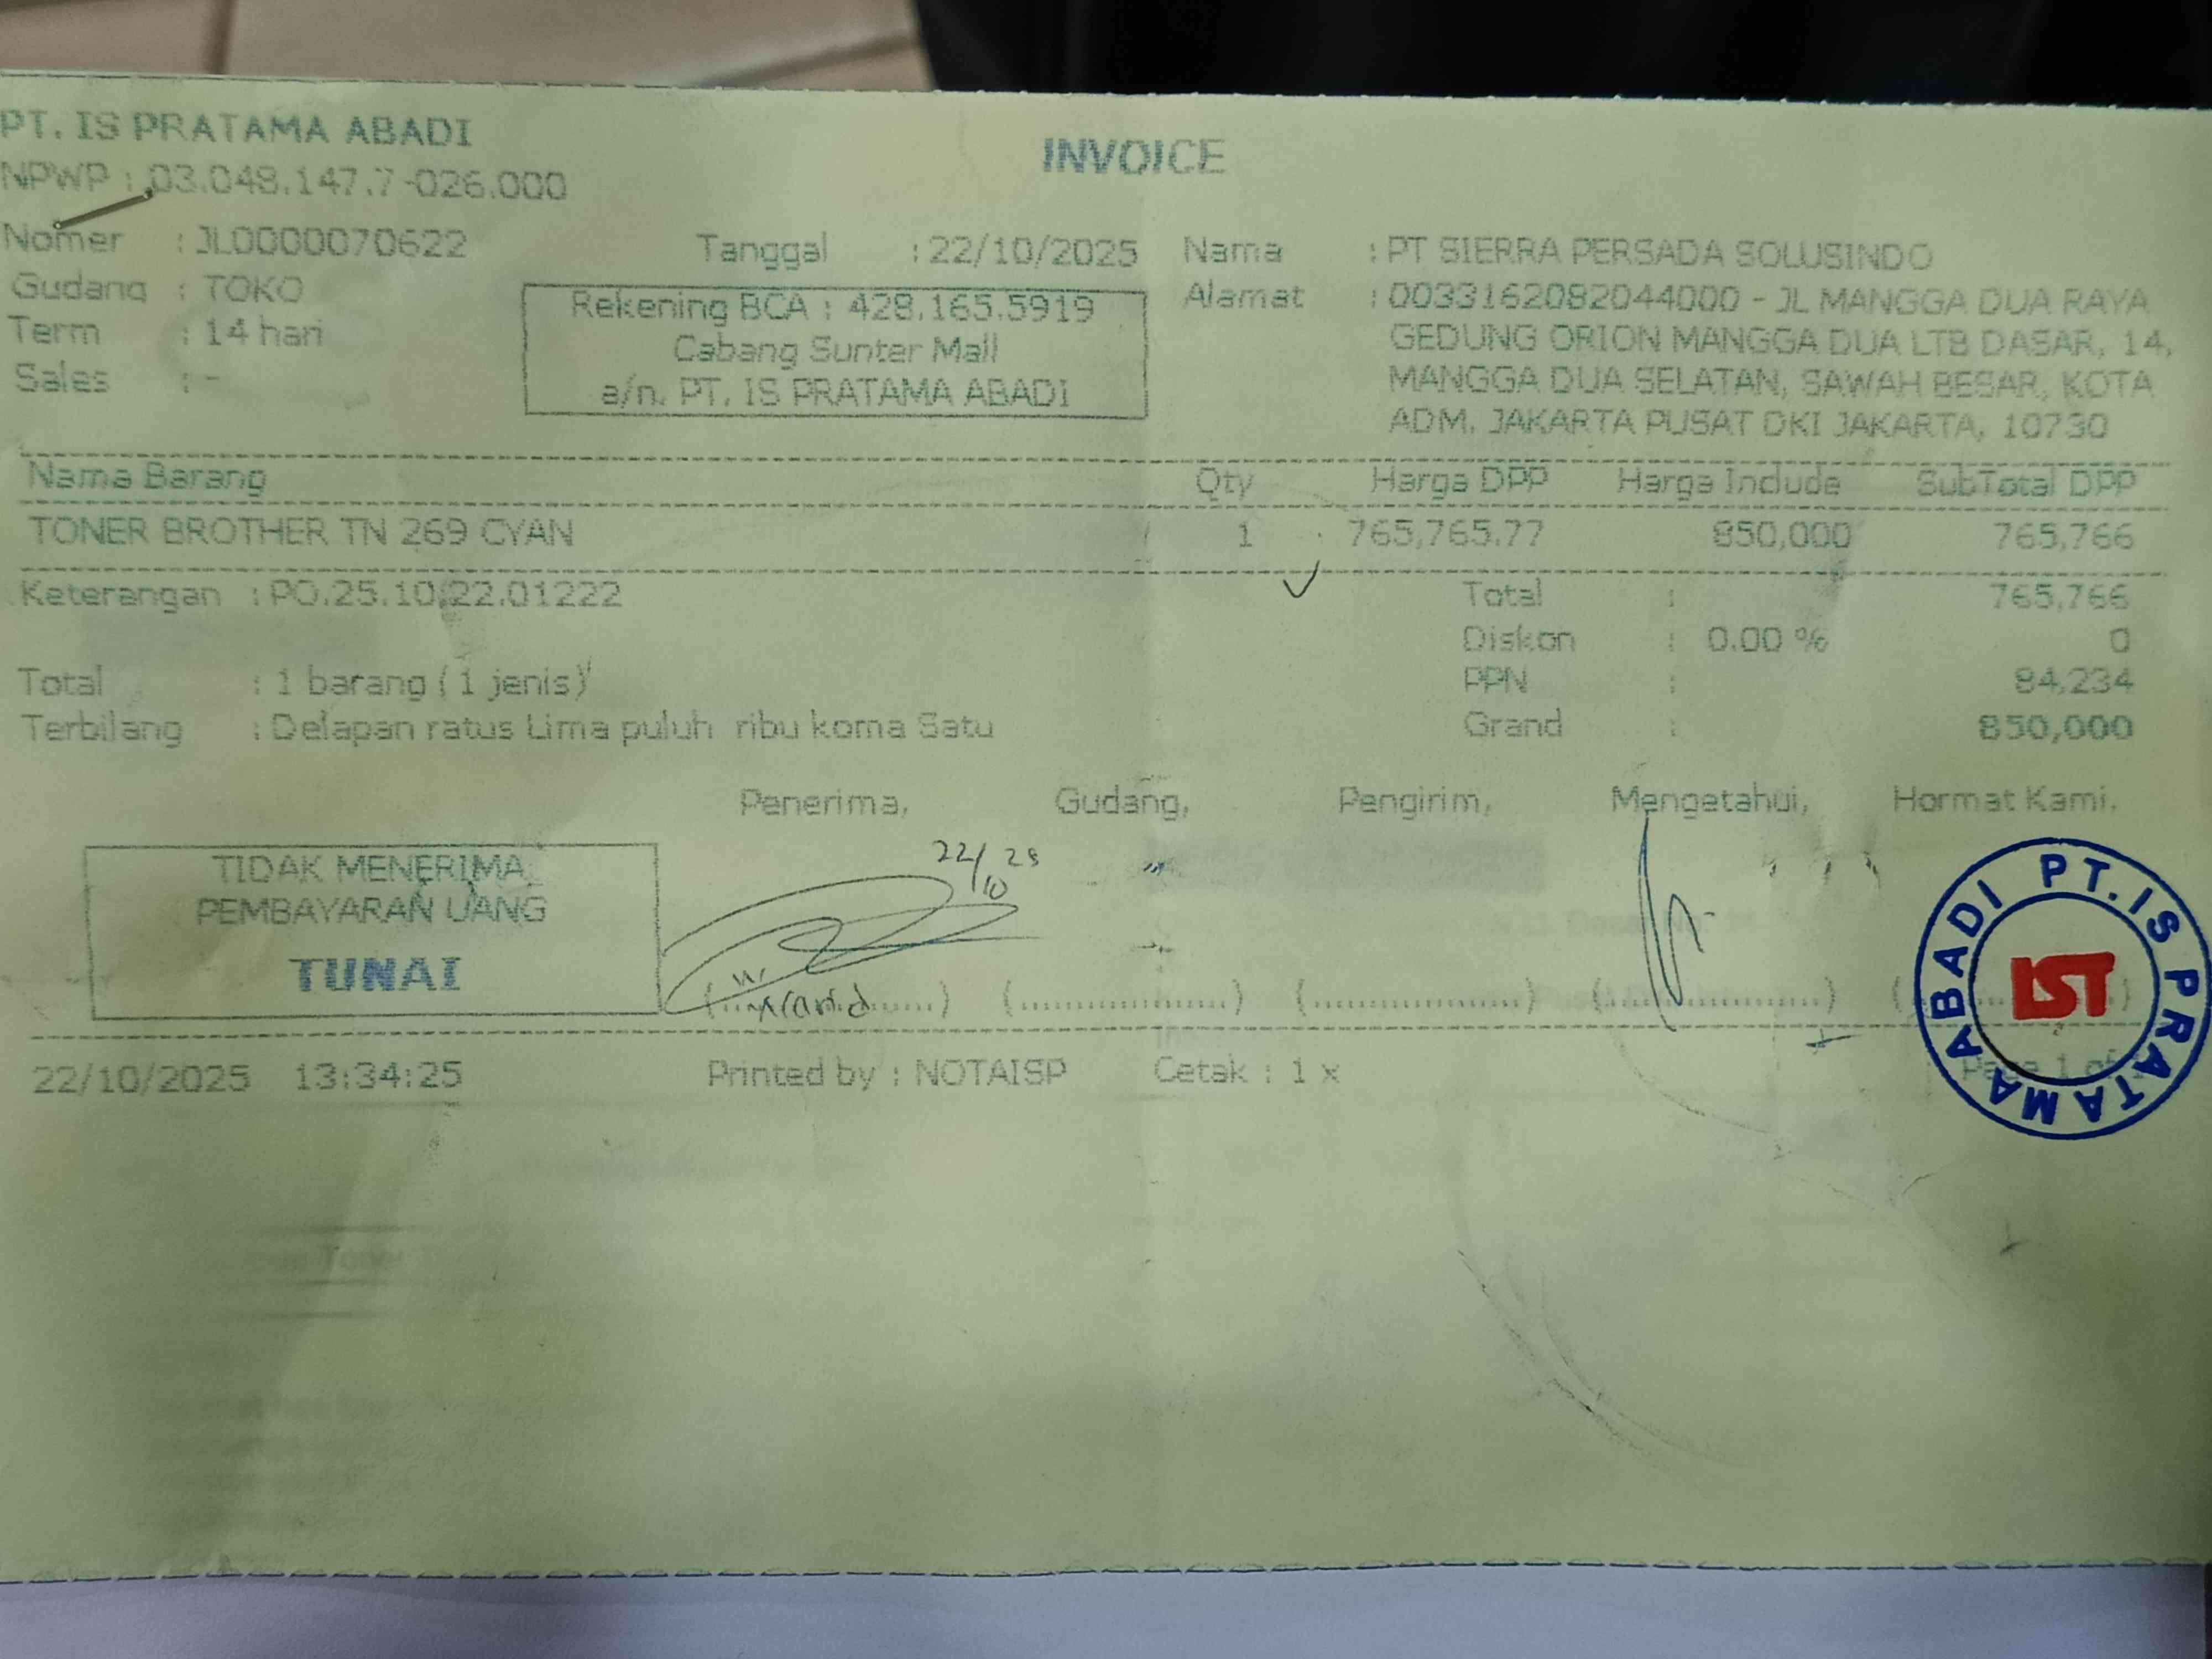 PT. IS PRATAMA ABADI
INVOICE
NPWP : 03.048.147.7-026.000
Nomer : JL0000070622
Tanggal : 22/10/2025
Nama : PT SIERRA PERSADA SOLUSINDO
Gudang : TOKO
Term : 14 hari
Sales : -
Rekening BCA : 428.165.5919
Cabang Sunter Mall
a/n. PT. IS PRATAMA ABADI
Alamat : 0033162082044000 - JL MANGGA DUA RAYA
GEDUNG ORION MANGGA DUA LTB DASAR, 14,
MANGGA DUA SELATAN, SAWAH BESAR, KOTA
ADM. JAKARTA PUSAT DKI JAKARTA, 10730
Nama Barang Qty Harga DPP Harga Include SubTotal DPP
TONER BROTHER TN 269 CYAN 1 765,765.77 850,000 765,766
Keterangan : PO.25.10.22.01222
Total : 765,766
Diskon : 0.00 % 0
Total : 1 barang ( 1 jenis)
PPN : 84,234
Terbilang : Delapan ratus Lima puluh ribu koma Satu
Grand : 850,000
Penerima, Gudang, Pengirim, Mengetahui, Hormat Kami,
TIDAK MENERIMA
PEMBAYARAN UANG
TUNAI
22/10 25
PT. IS PRATAMA ABADI
IST
22/10/2025 13:34:25 Printed by : NOTAISP Cetak : 1 x Page 1 of